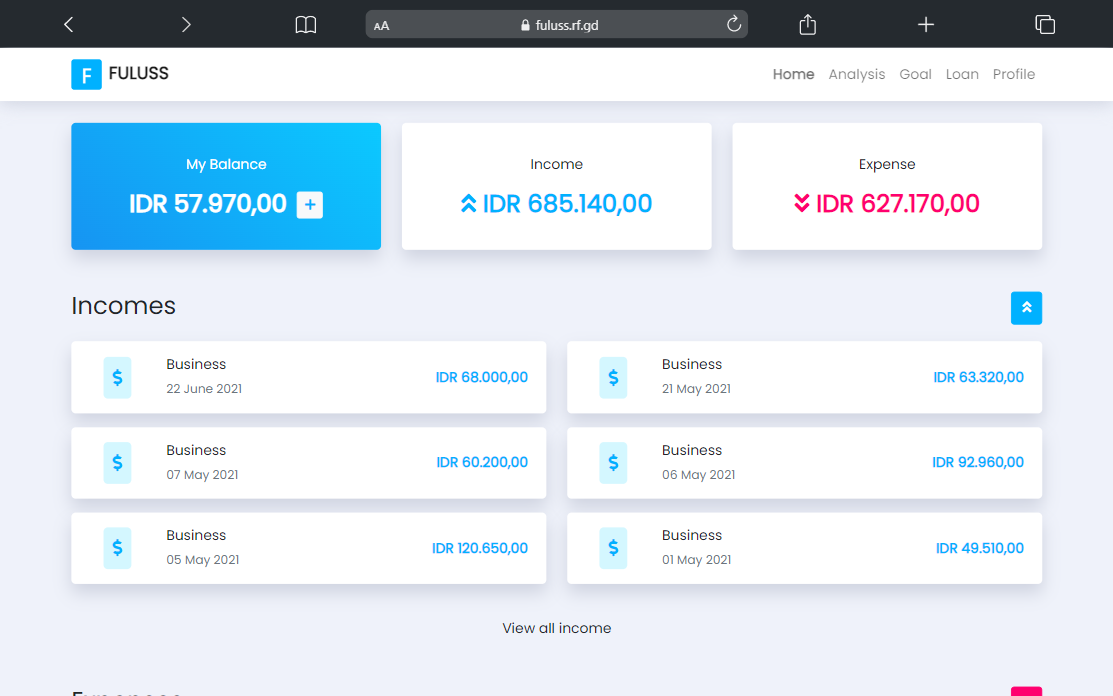 AA fuluss.rf.gd
F FULUSS Home Analysis Goal Loan Profile
My Balance
IDR 57.970,00 +
Income
IDR 685.140,00
Expense
IDR 627.170,00
Incomes
$ Business
22 June 2021
IDR 68.000,00
$ Business
21 May 2021
IDR 63.320,00
$ Business
07 May 2021
IDR 60.200,00
$ Business
06 May 2021
IDR 92.960,00
$ Business
05 May 2021
IDR 120.650,00
$ Business
01 May 2021
IDR 49.510,00
View all income